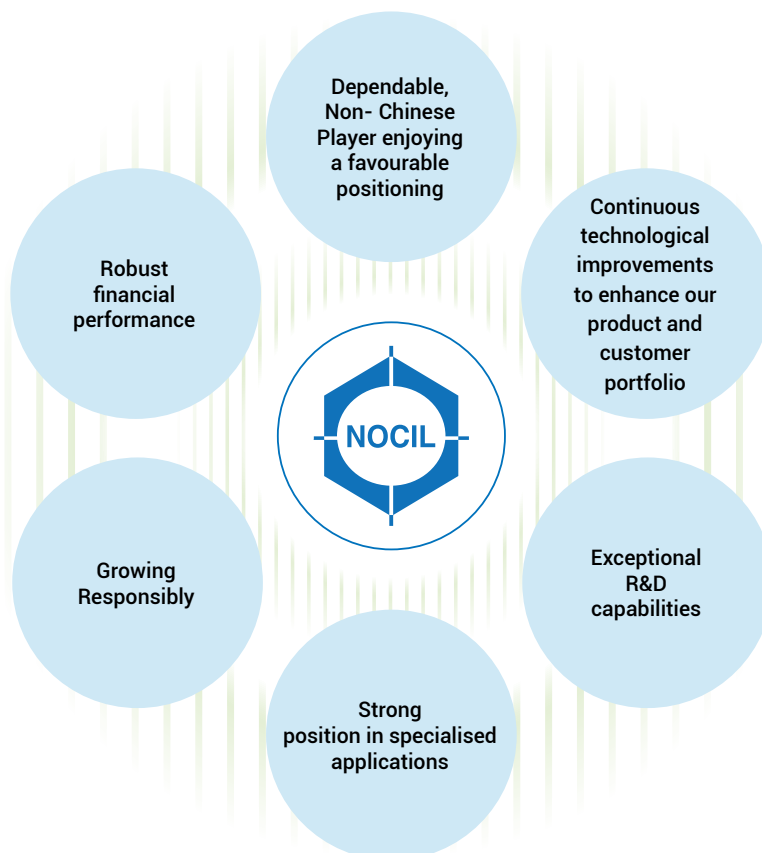 Dependable,
Non- Chinese
Player enjoying
a favourable
positioning
Continuous
technological
improvements
to enhance our
product and
customer
portfolio
Robust
financial
performance
NOCIL
Growing
Responsibly
Exceptional
R&D
capabilities
Strong
position in specialised
applications